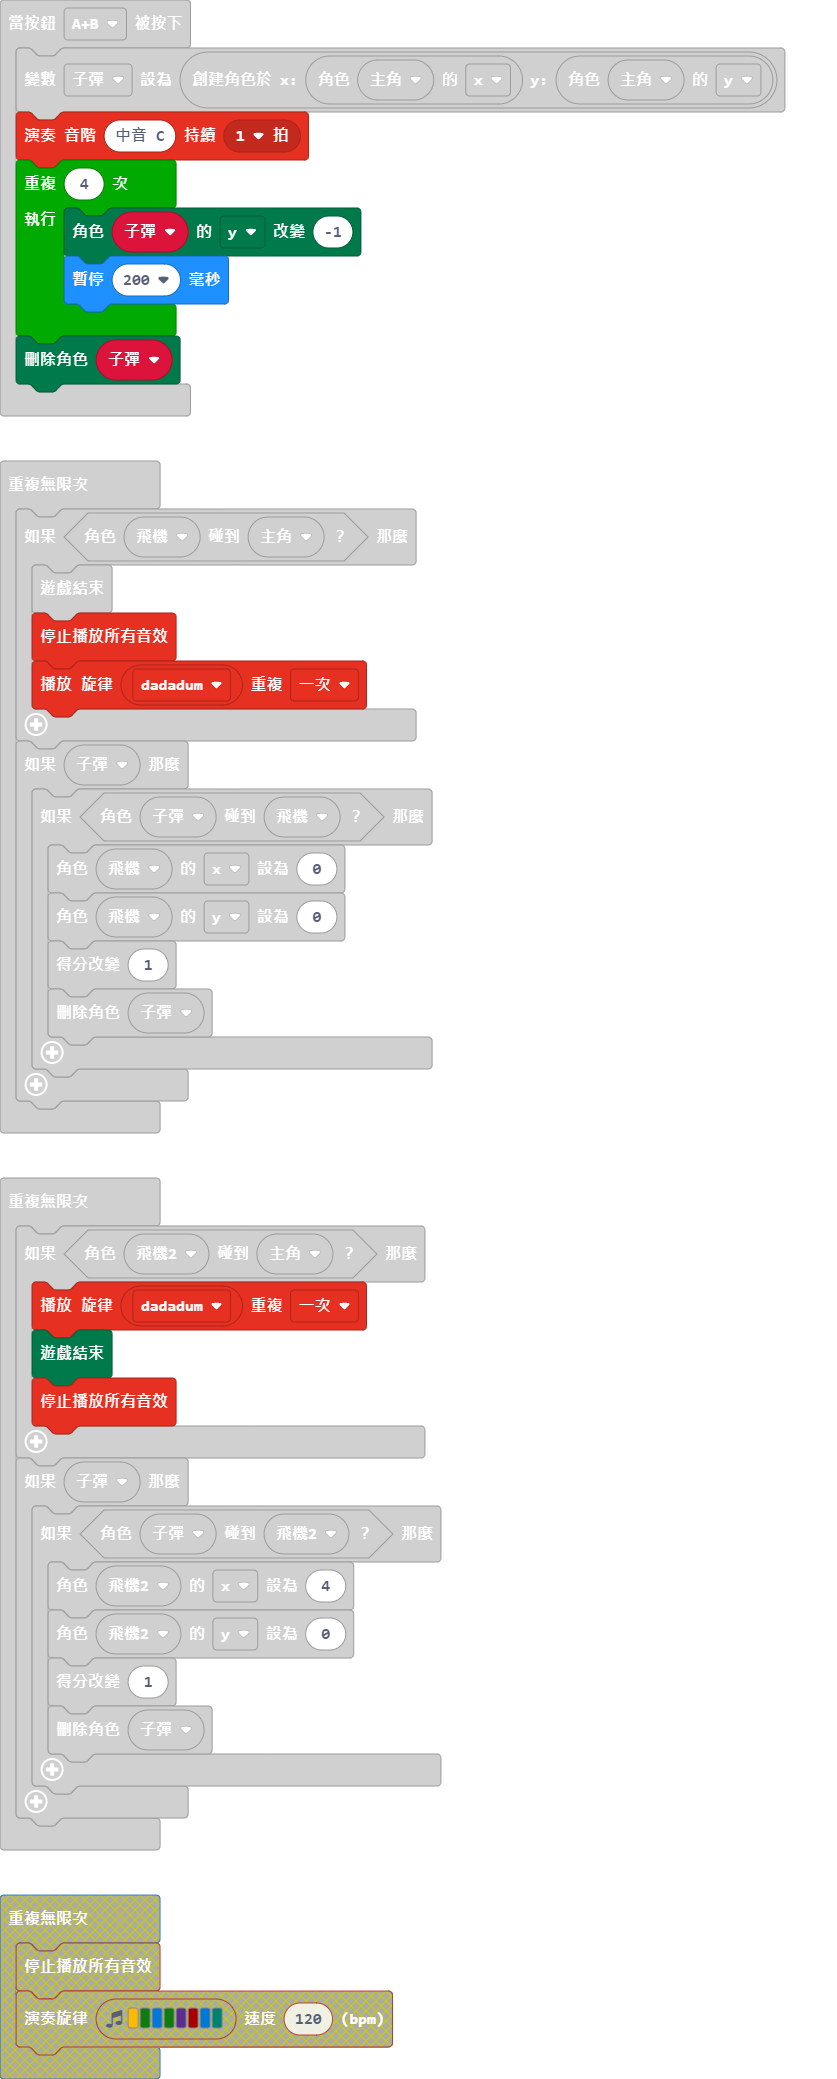 當按鈕 A+B 被按下
變數 子彈 設為 創建角色於 x: 角色 主角 的 x y: 角色 主角 的 y
演奏 音階 中音 C 持續 1 拍
重複 4 次
執行
角色 子彈 的 y 改變 -1
暫停 200 毫秒
刪除角色 子彈
重複無限次
如果 角色 飛機 碰到 主角 ? 那麼
遊戲結束
停止播放所有音效
播放 旋律 dadadum 重複 一次
如果 子彈 那麼
如果 角色 子彈 碰到 飛機 ? 那麼
角色 飛機 的 x 設為 0
角色 飛機 的 y 設為 0
得分改變 1
刪除角色 子彈
重複無限次
如果 角色 飛機2 碰到 主角 ? 那麼
播放 旋律 dadadum 重複 一次
遊戲結束
停止播放所有音效
如果 子彈 那麼
如果 角色 子彈 碰到 飛機2 ? 那麼
角色 飛機2 的 x 設為 4
角色 飛機2 的 y 設為 0
得分改變 1
刪除角色 子彈
重複無限次
停止播放所有音效
演奏旋律 速度 120 (bpm)